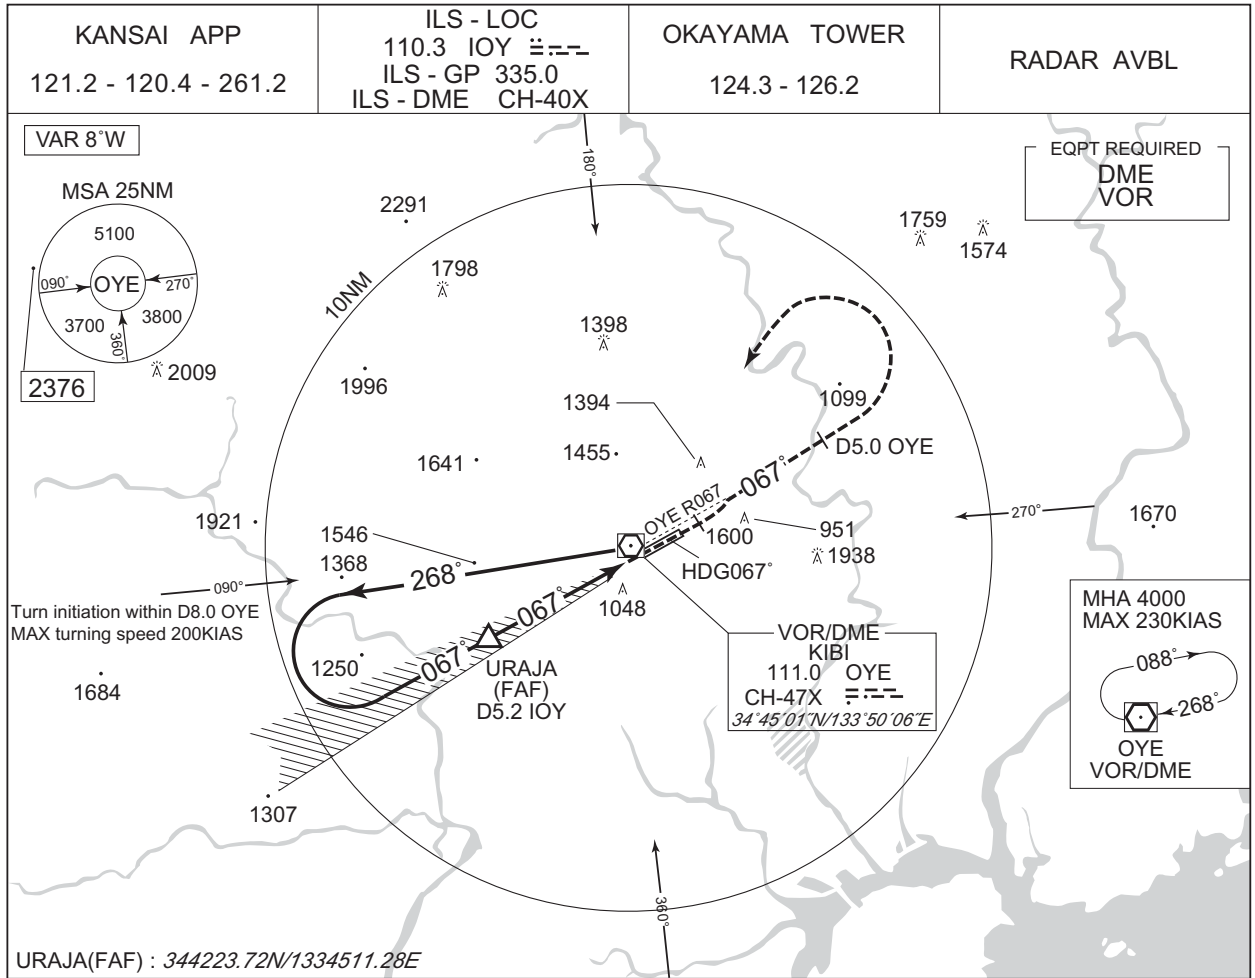 KANSAI APP
121.2 - 120.4 - 261.2
ILS - LOC
110.3 IOY
ILS - GP 335.0
ILS - DME CH-40X
OKAYAMA TOWER
124.3 - 126.2
RADAR AVBL
VAR 8°W
EQPT REQUIRED
DME
VOR
MSA 25NM
5100
OYE
090°
270°
3700
3800
360°
2376
2009
180°
2291
1798
10NM
1398
1759
1574
1996
1394
1099
1641
1455
D5.0 OYE
067°
OYE R067
1921
1546
1368
1600
951
1938
HDG067°
270°
1670
090°
268°
Turn initiation within D8.0 OYE
MAX turning speed 200KIAS
067°
1048
1250
067°
1684
URAJA
(FAF)
D5.2 IOY
VOR/DME
KIBI
111.0 OYE
CH-47X
34°45´01˝N/133°50´06˝E
MHA 4000
MAX 230KIAS
088°
268°
OYE
VOR/DME
1307
360°
URAJA(FAF) : 344223.72N/1334511.28E